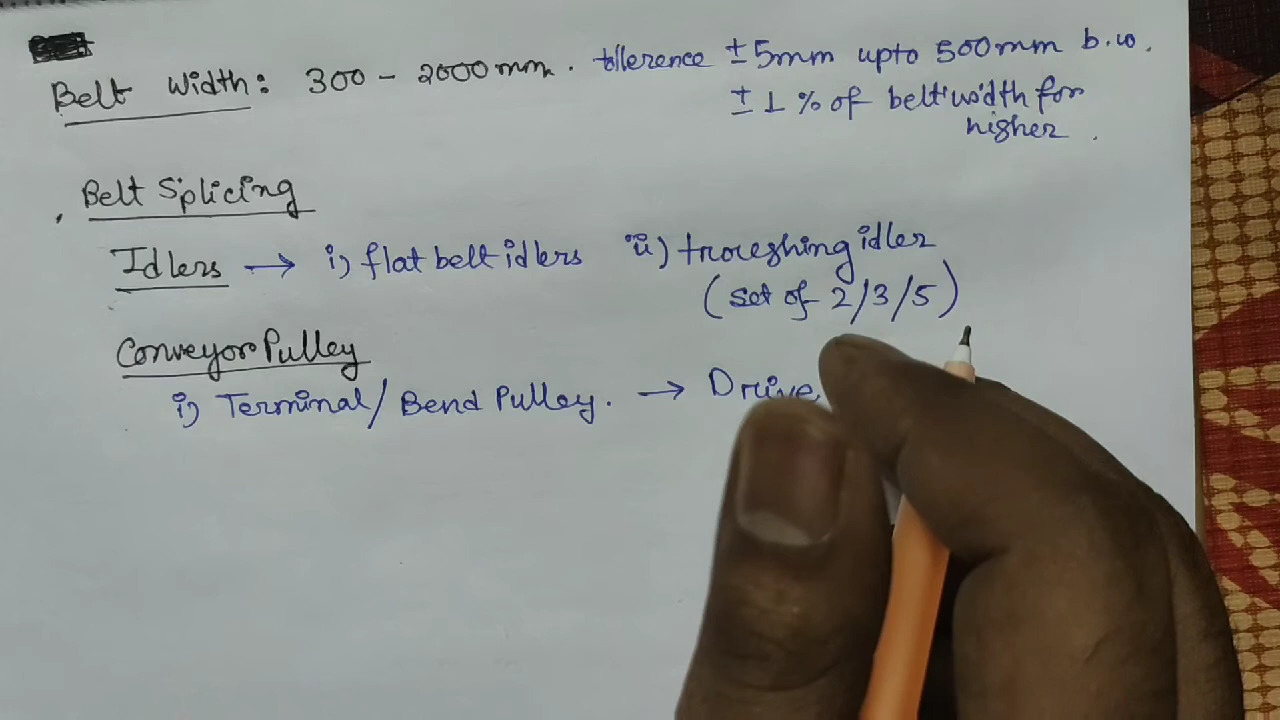 Belt Width: 300 - 2000 mm. tollerence ± 5mm upto 500mm b.w.
± 1 % of belt width for
higher.
Belt Splicing
Idlers → i) flat belt idlers ii) troughing idler
(set of 2/3/5)
Conveyor Pulley
i) Terminal/Bend Pulley. → Drive